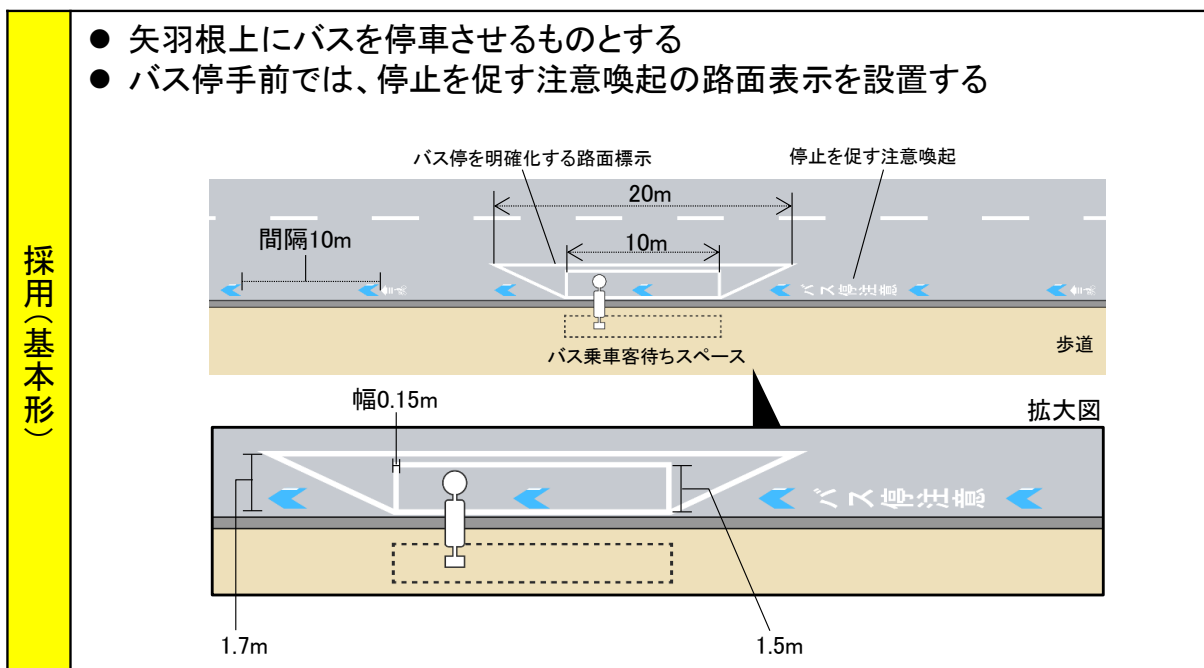 採用（基本形）
● 矢羽根上にバスを停車させるものとする
● バス停手前では、停止を促す注意喚起の路面表示を設置する
バス停を明確化する路面標示
停止を促す注意喚起
20m
間隔10m
10m
バス停注意
バス乗車客待ちスペース
歩道
幅0.15m
拡大図
バス停注意
1.7m
1.5m